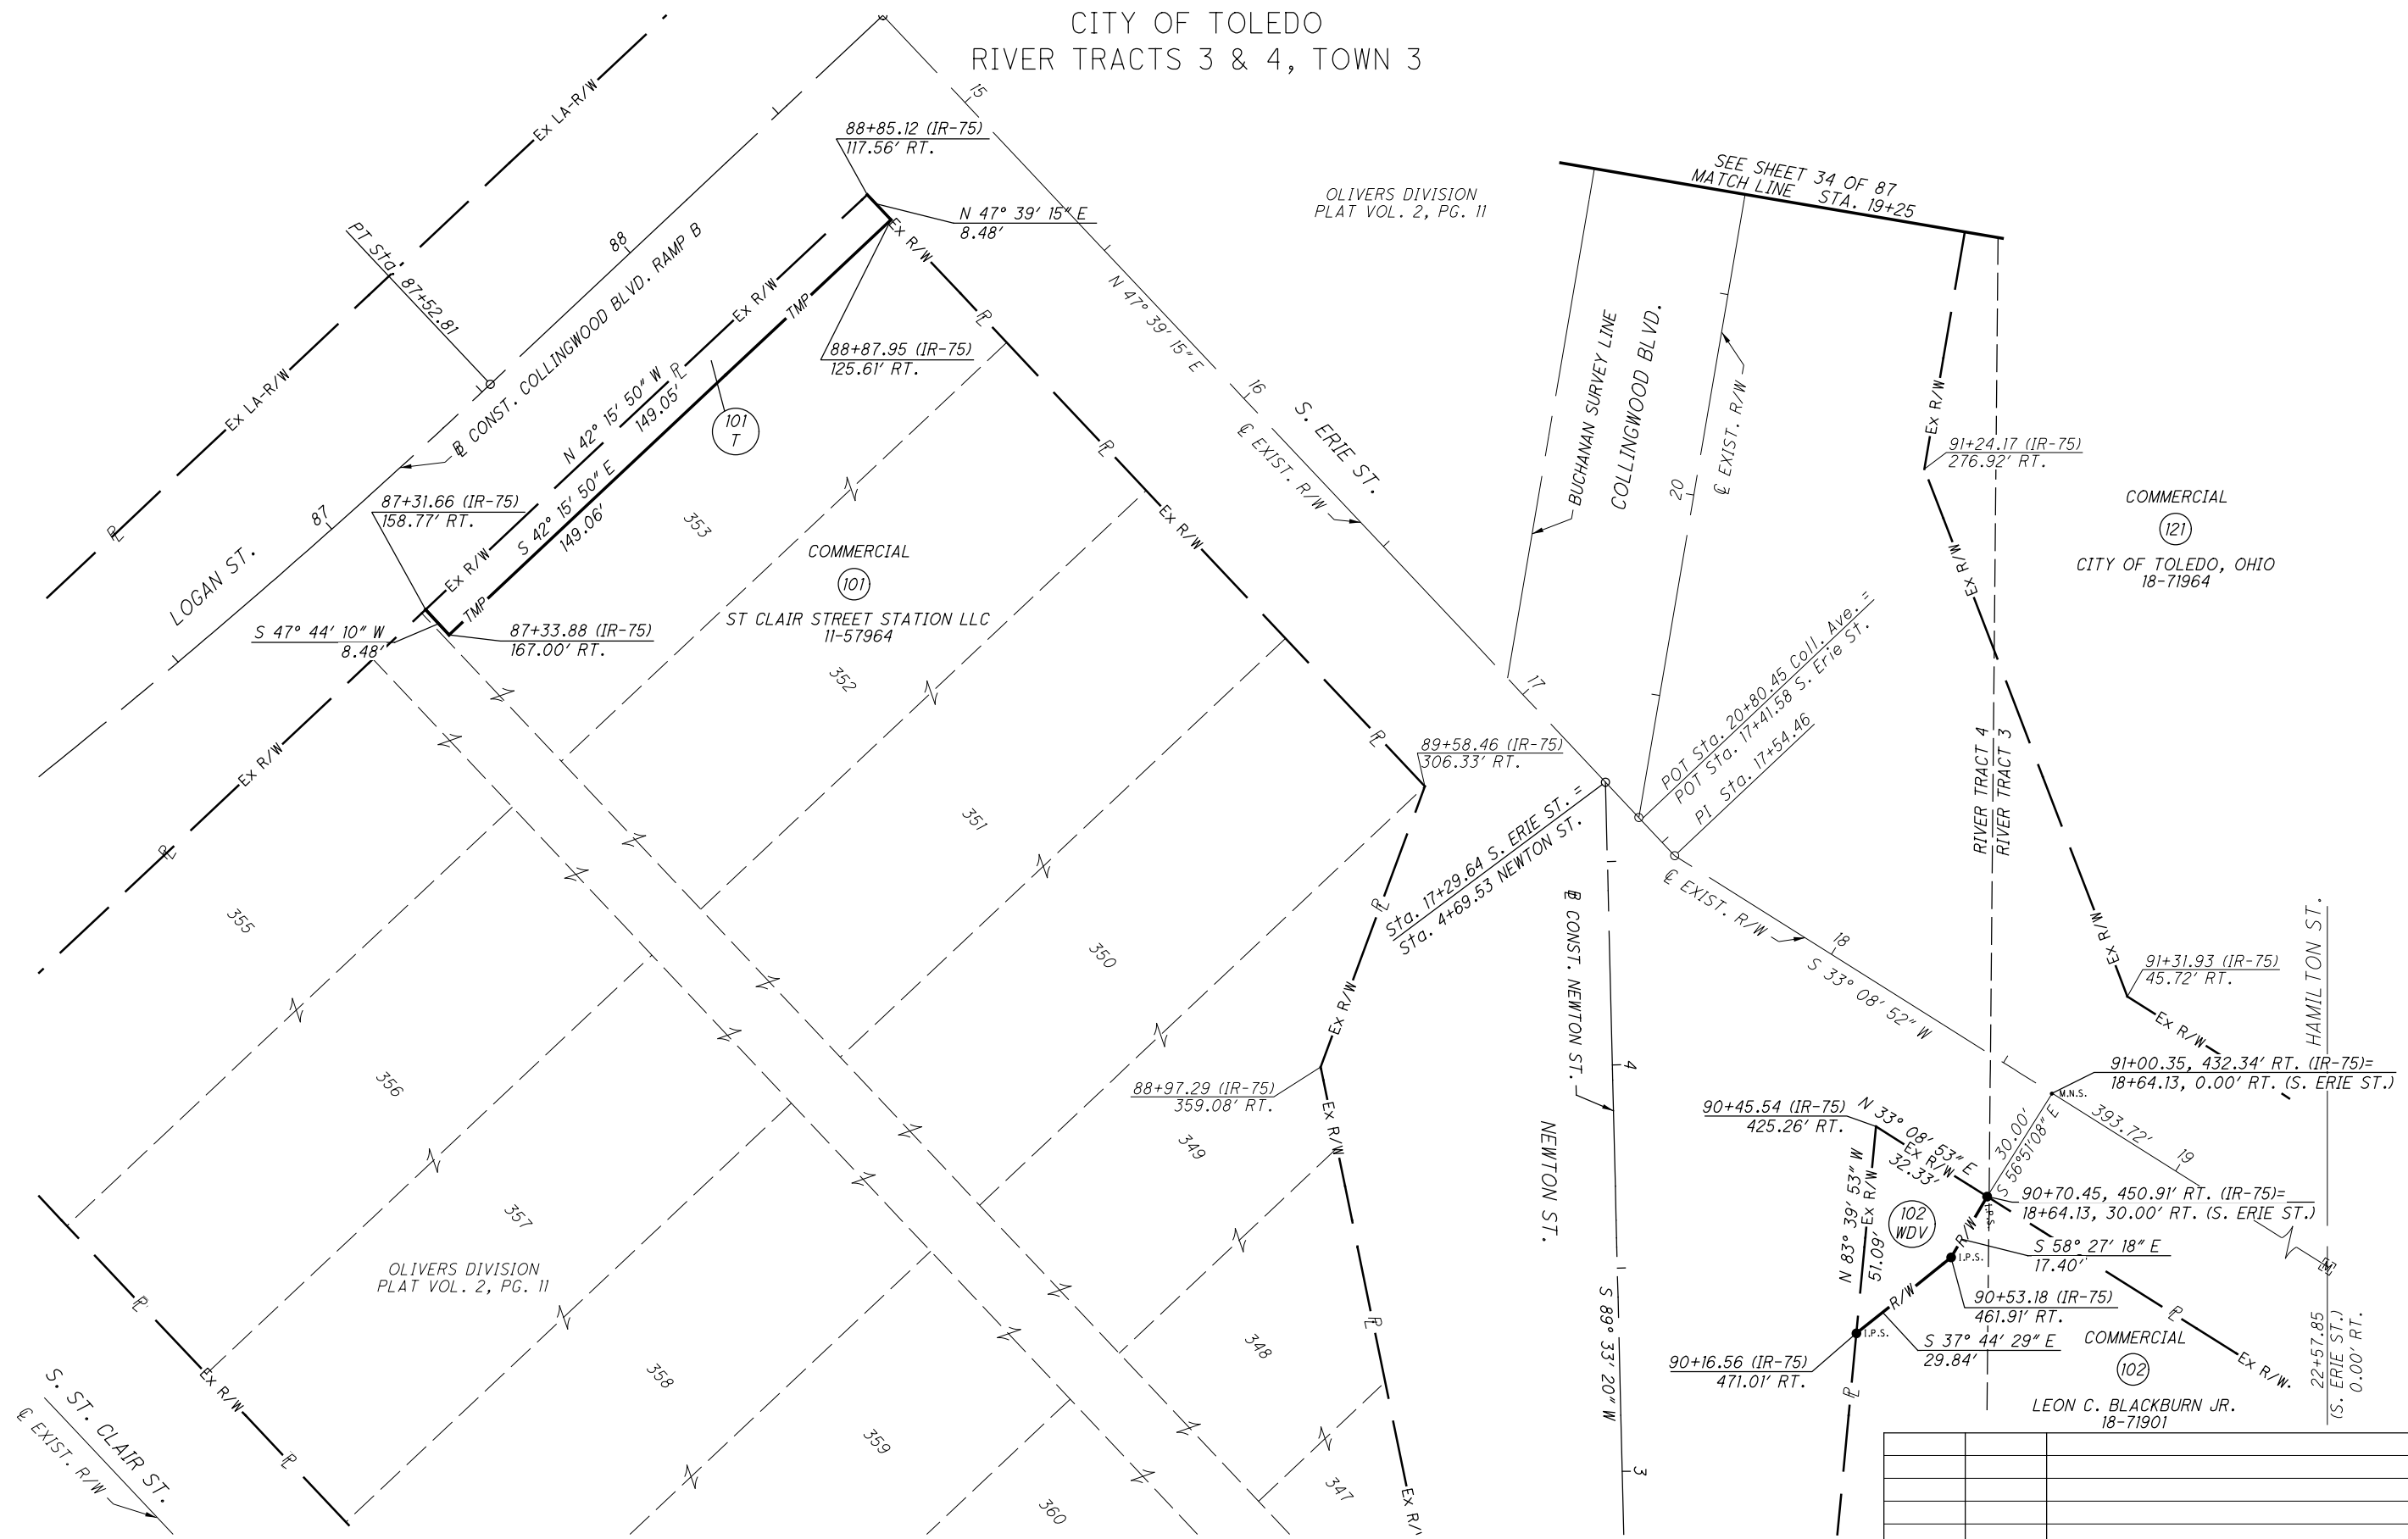 CITY OF TOLEDO
RIVER TRACTS 3 & 4, TOWN 3
Ex LA-R/W
15
88+85.12 (IR-75)
117.56' RT.
SEE SHEET 34 OF 87
MATCH LINE STA. 19+25
OLIVERS DIVISION
PLAT VOL. 2, PG. 11
N 47° 39' 15" E
8.48'
Ex R/W
PT Sta. 87+52.81
88
℄ CONST. COLLINGWOOD BLVD. RAMP B
Ex R/W
TMP
N 47° 39' 15" E
88+87.95 (IR-75)
125.61' RT.
BUCHANAN SURVEY LINE
COLLINGWOOD BLVD.
℄ EXIST. R/W
Ex R/W
Ex LA-R/W
N 42° 15' 50" W
149.05'
101
T
16
S. ERIE ST.
℄ EXIST. R/W
91+24.17 (IR-75)
276.92' RT.
20
COMMERCIAL
121
CITY OF TOLEDO, OHIO
18-71964
87+31.66 (IR-75)
158.77' RT.
87
S 42° 15' 50" E
149.06'
353
Ex R/W
COMMERCIAL
101
ST CLAIR STREET STATION LLC
11-57964
LOGAN ST.
Ex R/W
TMP
Ex R/W
S 47° 44' 10" W
8.48'
87+33.88 (IR-75)
167.00' RT.
352
17
POT Sta. 20+80.45 Coll. Ave. =
POT Sta. 17+41.58 S. Erie St.
PI Sta. 17+54.46
Ex R/W
89+58.46 (IR-75)
306.33' RT.
RIVER TRACT 4
RIVER TRACT 3
351
Sta. 17+29.64 S. ERIE ST. =
Sta. 4+69.53 NEWTON ST.
355
350
℄ EXIST. R/W
18
S 33° 08' 52" W
Ex R/W
HAMILTON ST.
91+31.93 (IR-75)
45.72' RT.
Ex R/W
Ex R/W
℄ CONST. NEWTON ST.
4
356
88+97.29 (IR-75)
359.08' RT.
91+00.35, 432.34' RT. (IR-75)=
18+64.13, 0.00' RT. (S. ERIE ST.)
M.N.S.
Ex R/W
349
NEWTON ST.
90+45.54 (IR-75)
425.26' RT.
N 33° 08' 53" E
Ex R/W
32.33'
30.00'
S 56°51'08" E
393.72'
19
357
N 83° 39' 53" W
51.09'
Ex R/W
102
WDV
90+70.45, 450.91' RT. (IR-75)=
18+64.13, 30.00' RT. (S. ERIE ST.)
I.P.S.
R/W
S 58° 27' 18" E
17.40'
I.P.S.
OLIVERS DIVISION
PLAT VOL. 2, PG. 11
90+53.18 (IR-75)
461.91' RT.
R/W
348
S 89° 33' 20" W
I.P.S.
S 37° 44' 29" E
29.84'
COMMERCIAL
102
LEON C. BLACKBURN JR.
18-71901
90+16.56 (IR-75)
471.01' RT.
Ex R/W
22+57.85
(S. ERIE ST.)
0.00' RT.
358
S. ST. CLAIR ST.
℄ EXIST. R/W
Ex R/W
359
3
347
360
Ex R/W